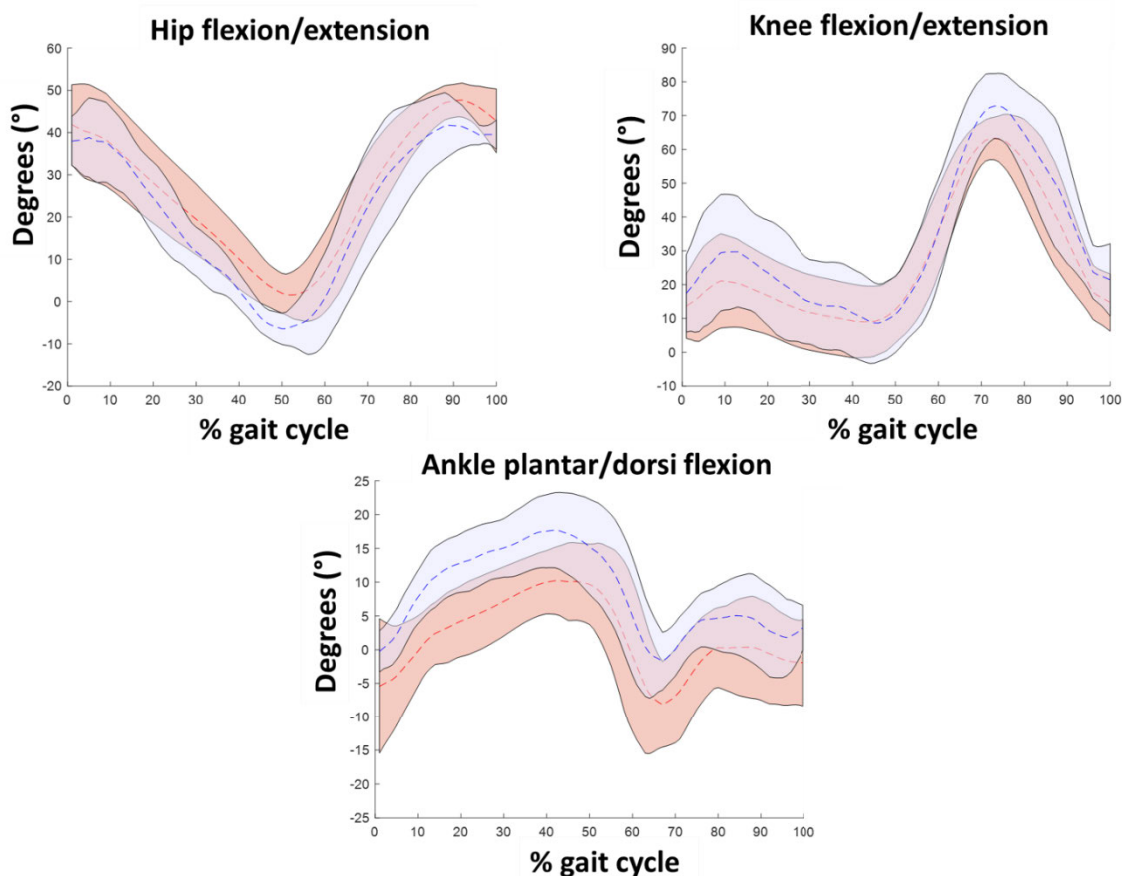 Hip flexion/extension
Degrees (°)
60
50
40
30
20
10
0
-10
-20
0 10 20 30 40 50 60 70 80 90 100
% gait cycle
Knee flexion/extension
Degrees (°)
90
80
70
60
50
40
30
20
10
0
-10
0 10 20 30 40 50 60 70 80 90 100
% gait cycle
Ankle plantar/dorsi flexion
Degrees (°)
25
20
15
10
5
0
-5
-10
-15
-20
-25
0 10 20 30 40 50 60 70 80 90 100
% gait cycle